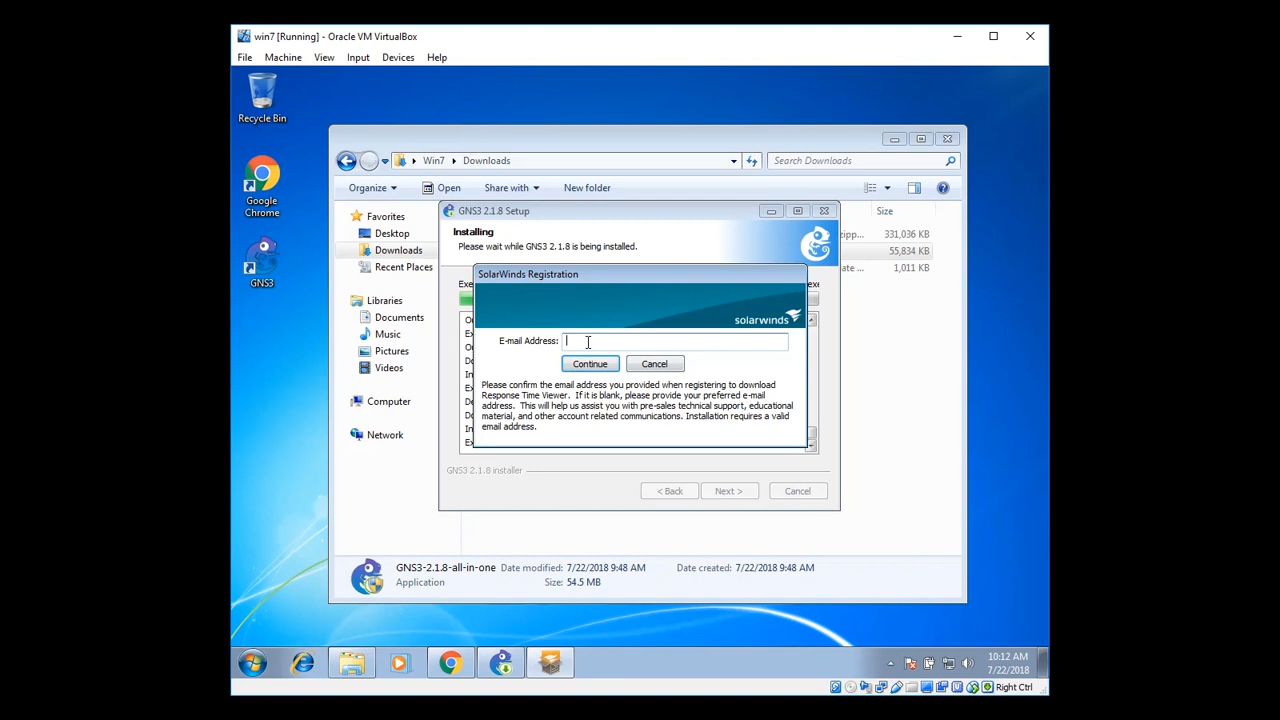 win7 [Running] - Oracle VM VirtualBox
File Machine View Input Devices Help
Recycle Bin
Google
Chrome
GNS3
Win7 Downloads
Search Downloads
Organize Open Share with New folder
Favorites
Desktop
Downloads
Recent Places
Libraries
Documents
Music
Pictures
Videos
Computer
Network
Size
331,036 KB
55,834 KB
1,011 KB
GNS3 2.1.8 Setup
Installing
Please wait while GNS3 2.1.8 is being installed.
SolarWinds Registration
solarwinds
E-mail Address:
Continue Cancel
Please confirm the email address you provided when registering to download
Response Time Viewer. If it is blank, please provide your preferred e-mail
address. This will help us assist you with pre-sales technical support, educational
material, and other account related communications. Installation requires a valid
email address.
GNS3 2.1.8 installer
< Back Next > Cancel
GNS3-2.1.8-all-in-one Date modified: 7/22/2018 9:48 AM Date created: 7/22/2018 9:48 AM
Application Size: 54.5 MB
10:12 AM
7/22/2018
Right Ctrl